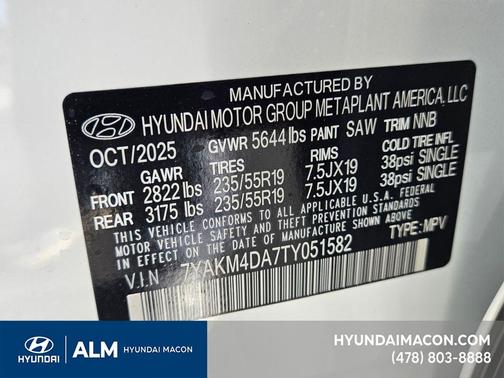 MANUFACTURED BY
HYUNDAI MOTOR GROUP METAPLANT AMERICA, LLC
OCT/2025 GVWR 5644 lbs PAINT SAW TRIM NNB
GAWR TIRES RIMS COLD TIRE INFL
FRONT 2822 lbs 235/55R19 7.5JX19 38psi SINGLE
REAR 3175 lbs 235/55R19 7.5JX19 38psi SINGLE
THIS VEHICLE CONFORMS TO ALL APPLICABLE FEDERAL
MOTOR VEHICLE SAFETY, BUMPER, AND THEFT PREVENTION
STANDARDS IN EFFECT ON THE DATE OF MANUFACTURE SHOWN ABOVE.
V.I.N 7YAKM4DA7TY051582 TYPE: MPV
HYUNDAI ALM HYUNDAI MACON
HYUNDAIMACON.COM
(478) 803-8888